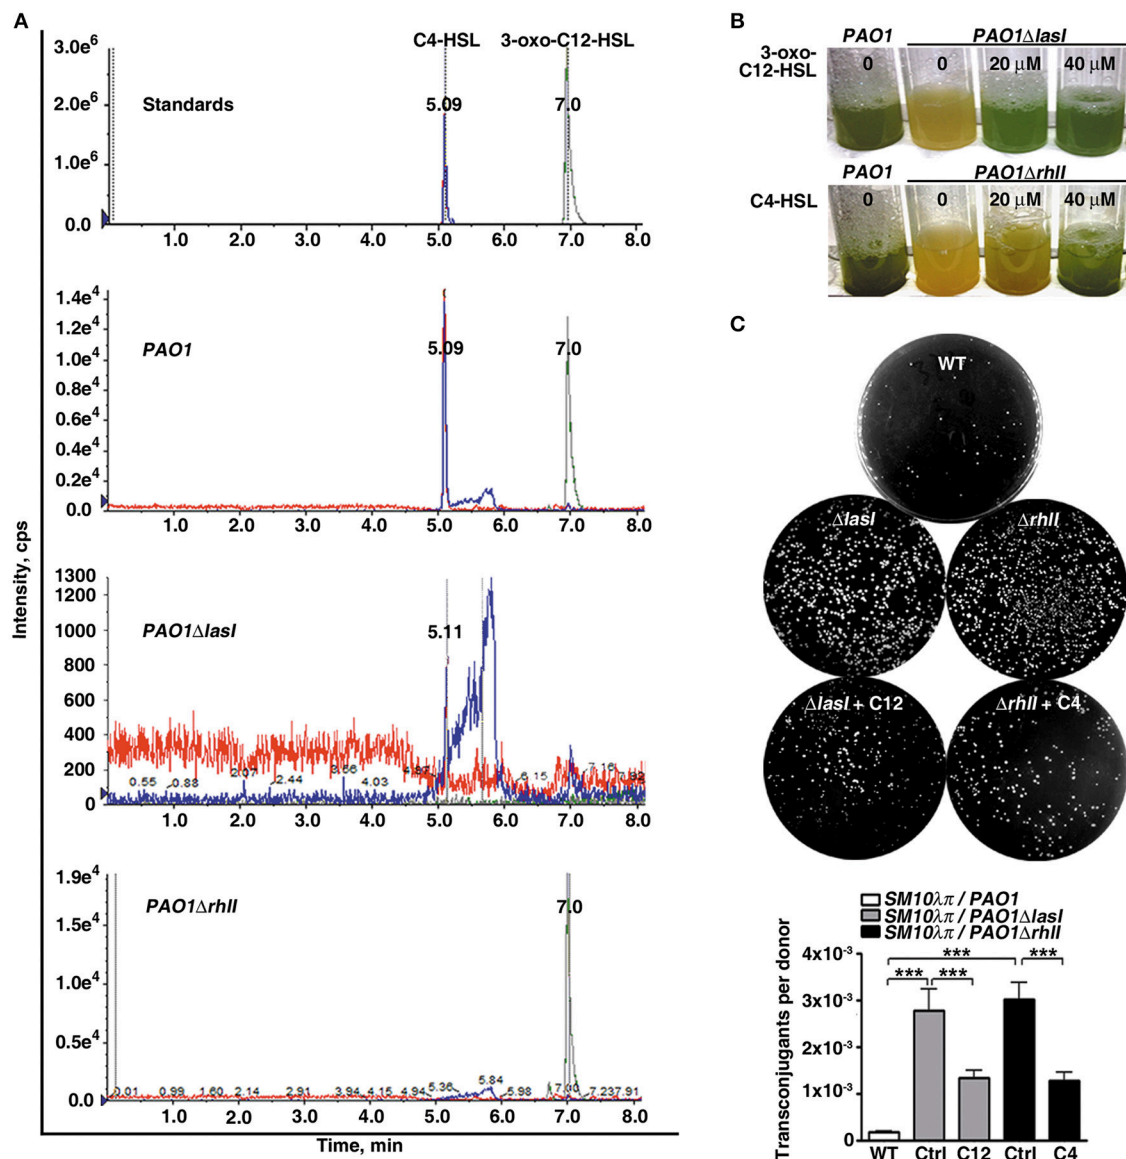 A
3.0e⁶
2.0e⁶
1.0e⁶
0.0
Standards
C4-HSL
3-oxo-C12-HSL
5.09
7.0
1.0 2.0 3.0 4.0 5.0 6.0 7.0 8.0
1.4e⁴
1.2e⁴
1.0e⁴
0.8e⁴
0.6e⁴
0.4e⁴
0.2e⁴
0.0
PAO1
5.09
7.0
1.0 2.0 3.0 4.0 5.0 6.0 7.0 8.0
Intensity, cps
1300
1200
1000
800
600
400
200
0
PAO1ΔlasI
5.11
0.55 0.88 2.07 2.44 3.56 4.03 4.87 6.15 7.16 7.92
1.0 2.0 3.0 4.0 5.0 6.0 7.0 8.0
1.9e⁴
1.5e⁴
1.0e⁴
0.5e⁴
0.0
PAO1ΔrhlI
7.0
0.01 0.99 1.60 2.14 2.91 3.94 4.15 4.94 5.36 5.84 5.98 7.00 7.23 7.91
1.0 2.0 3.0 4.0 5.0 6.0 7.0 8.0
Time, min
B
PAO1 PAO1ΔlasI
3-oxo-
C12-HSL
0 0 20 μM 40 μM
PAO1 PAO1ΔrhlI
C4-HSL
0 0 20 μM 40 μM
C
WT
ΔlasI
ΔrhlI
ΔlasI + C12
ΔrhlI + C4
SM10λπ / PAO1
SM10λπ / PAO1ΔlasI
SM10λπ / PAO1ΔrhlI
Transconjugants per donor
4x10⁻³
3x10⁻³
2x10⁻³
1x10⁻³
0
***
*** *** ***
WT Ctrl C12 Ctrl C4